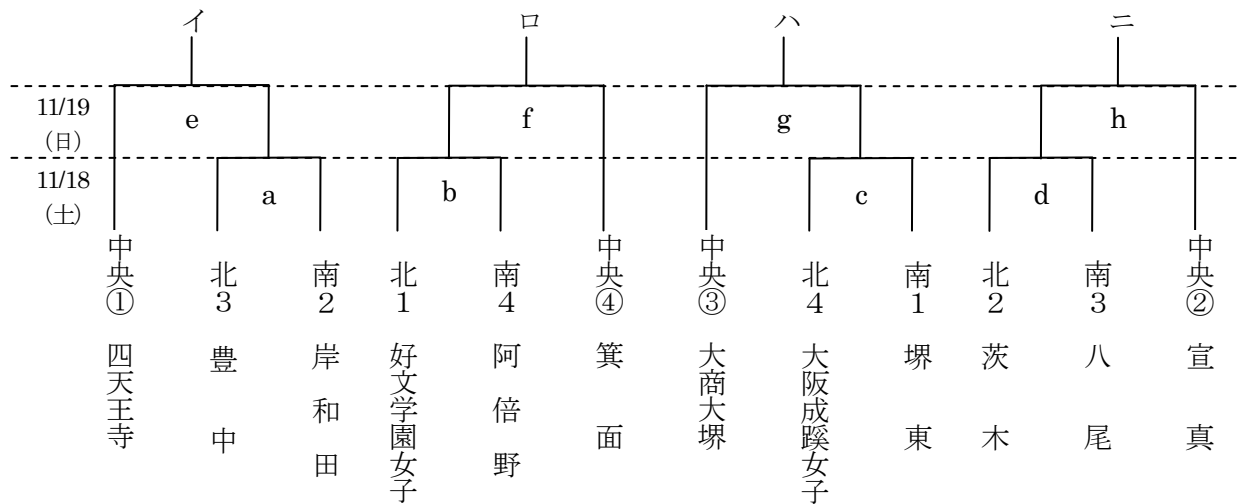 イ ロ ハ ニ
11/19
(日)
e f g h
11/18
(土)
a b c d
中央① 四天王寺
北3 豊中
南2 岸和田
北1 好文学園女子
南4 阿倍野
中央④ 箕面
中央③ 大商大堺
北4 大阪成蹊女子
南1 堺東
北2 茨木
南3 八尾
中央② 宣真